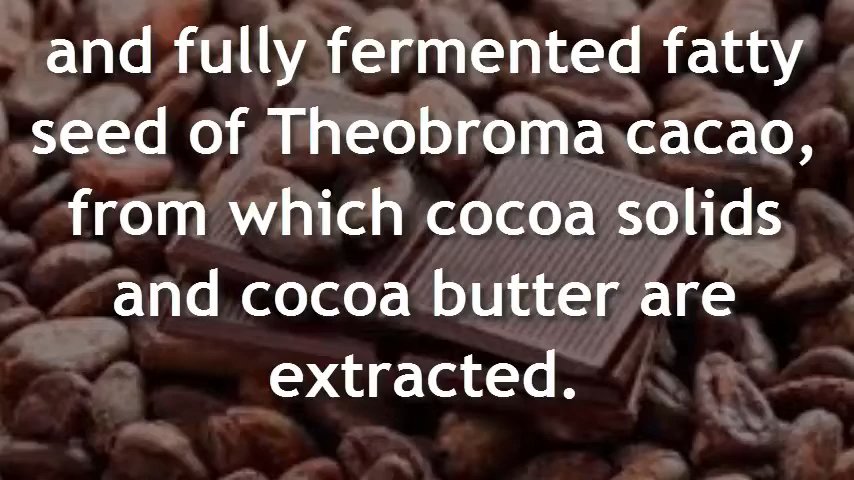 and fully fermented fatty
seed of Theobroma cacao,
from which cocoa solids
and cocoa butter are
extracted.